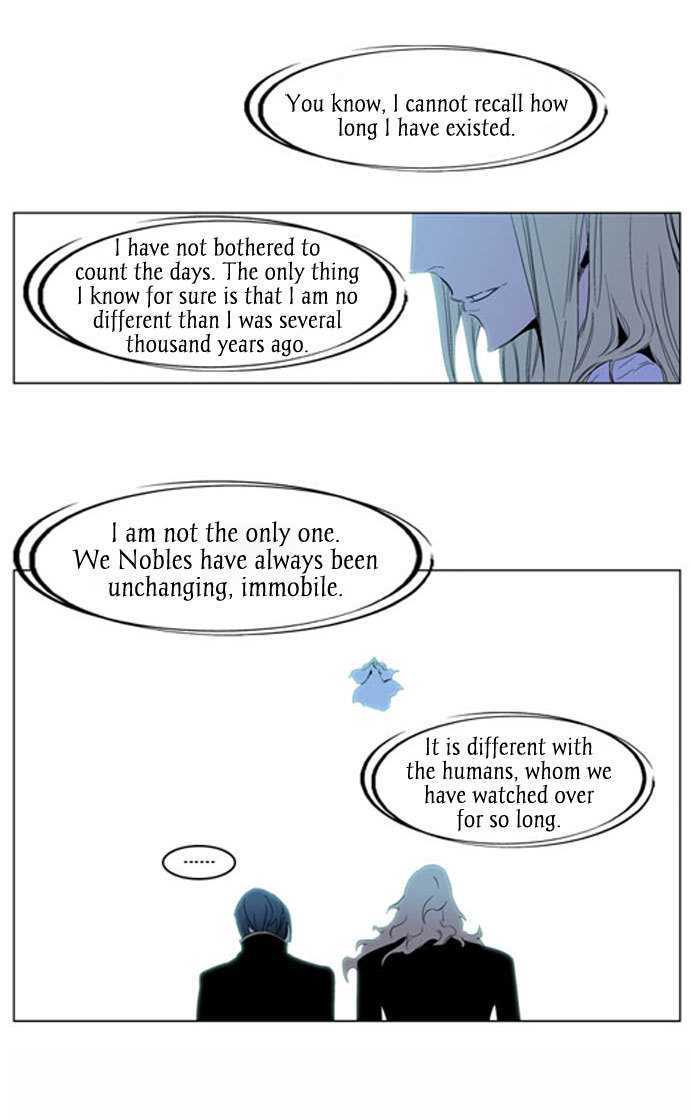 You know, I cannot recall how
long I have existed.
I have not bothered to
count the days. The only thing
I know for sure is that I am no
different than I was several
thousand years ago.
I am not the only one.
We Nobles have always been
unchanging, immobile.
It is different with
the humans, whom we
have watched over
for so long.
......